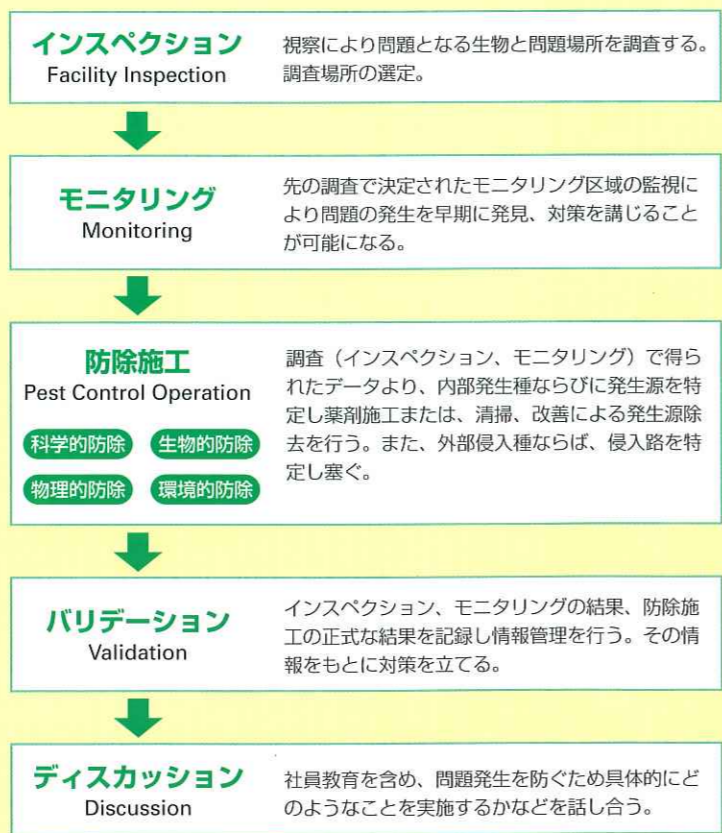 インスペクション
Facility Inspection
視察により問題となる生物と問題場所を調査する。
調査場所の選定。
モニタリング
Monitoring
先の調査で決定されたモニタリング区域の監視に
より問題の発生を早期に発見、対策を講じること
が可能になる。
防除施工
Pest Control Operation
科学的防除
生物的防除
物理的防除
環境的防除
調査（インスペクション、モニタリング）で得ら
れたデータより、内部発生種ならびに発生源を特
定し薬剤施工または、清掃、改善による発生源除
去を行う。また、外部侵入種ならば、侵入路を特
定し塞ぐ。
バリデーション
Validation
インスペクション、モニタリングの結果、防除施
工の正式な結果を記録し情報管理を行う。その情
報をもとに対策を立てる。
ディスカッション
Discussion
社員教育を含め、問題発生を防ぐため具体的にど
のようなことを実施するかなどを話し合う。